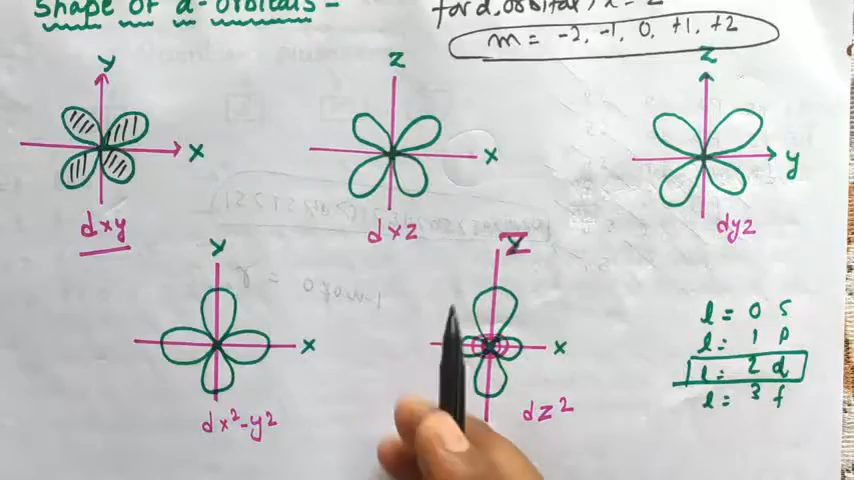 Shape of d-orbitals -
for d, orbital,
m = -2, -1, 0, +1, +2
y
x
dxy
z
x
dxz
z
y
dyz
y
x
dx2-y2
z
x
dz2
l = 0 s
l = 1 p
l = 2 d
l = 3 f